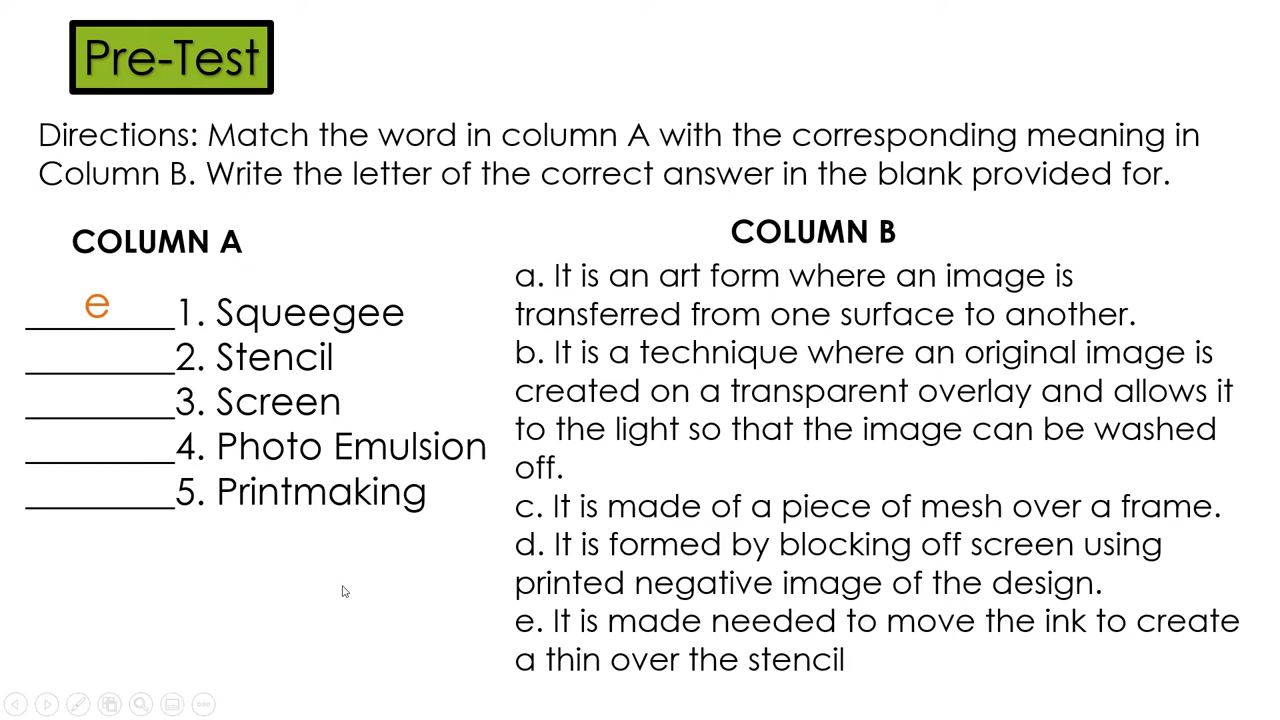 Pre-Test
Directions: Match the word in column A with the corresponding meaning in
Column B. Write the letter of the correct answer in the blank provided for.
COLUMN A
e
________1. Squeegee
________2. Stencil
________3. Screen
________4. Photo Emulsion
________5. Printmaking
COLUMN B
a. It is an art form where an image is
transferred from one surface to another.
b. It is a technique where an original image is
created on a transparent overlay and allows it
to the light so that the image can be washed
off.
c. It is made of a piece of mesh over a frame.
d. It is formed by blocking off screen using
printed negative image of the design.
e. It is made needed to move the ink to create
a thin over the stencil